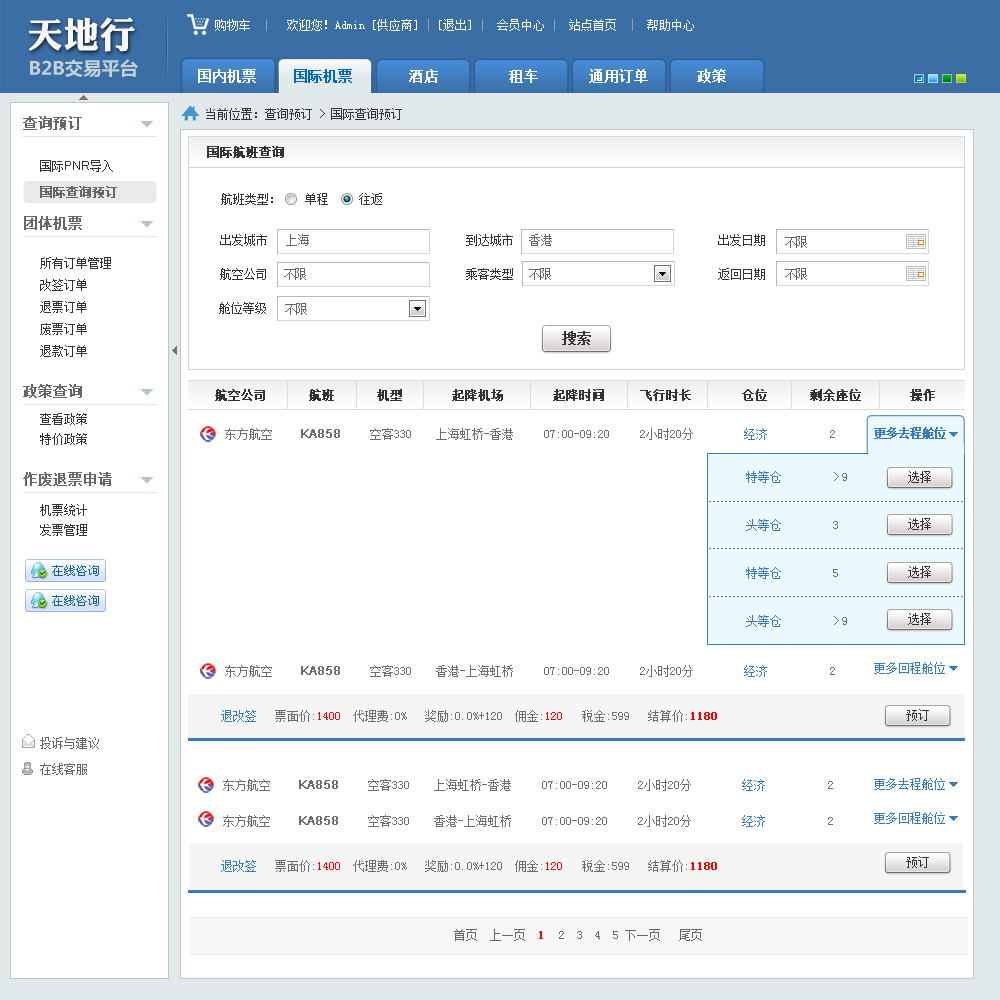 天地行
B2B交易平台
购物车 | 欢迎您! Admin [供应商] | [退出] | 会员中心 | 站点首页 | 帮助中心
国内机票 国际机票 酒店 租车 通用订单 政策
当前位置: 查询预订 > 国际查询预订
查询预订
国际PNR导入
国际查询预订
团体机票
所有订单管理
改签订单
退票订单
废票订单
退款订单
政策查询
查看政策
特价政策
作废退票申请
机票统计
发票管理
在线咨询
在线咨询
投诉与建议
在线客服
国际航班查询
航班类型: 单程 往返
出发城市 上海 到达城市 香港 出发日期 不限
航空公司 不限 乘客类型 不限 返回日期 不限
舱位等级 不限
搜索
航空公司 航班 机型 起降机场 起降时间 飞行时长 仓位 剩余座位 操作
东方航空 KA858 空客330 上海虹桥-香港 07:00-09:20 2小时20分 经济 2 更多去程舱位
特等仓 >9 选择
头等仓 3 选择
特等仓 5 选择
头等仓 >9 选择
东方航空 KA858 空客330 香港-上海虹桥 07:00-09:20 2小时20分 经济 2 更多回程舱位
退改签 票面价:1400 代理费:0% 奖励:0.0%+120 佣金:120 税金:599 结算价:1180 预订
东方航空 KA858 空客330 上海虹桥-香港 07:00-09:20 2小时20分 经济 2 更多去程舱位
东方航空 KA858 空客330 香港-上海虹桥 07:00-09:20 2小时20分 经济 2 更多回程舱位
退改签 票面价:1400 代理费:0% 奖励:0.0%+120 佣金:120 税金:599 结算价:1180 预订
首页 上一页 1 2 3 4 5 下一页 尾页